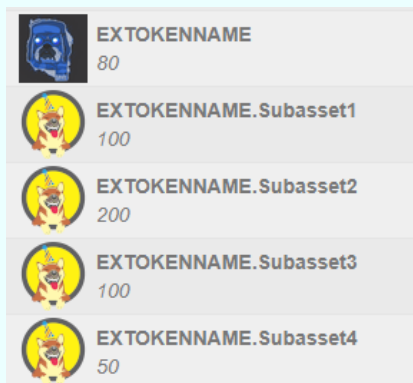 EXTOKENNAME
80
EXTOKENNAME.Subasset1
100
EXTOKENNAME.Subasset2
200
EXTOKENNAME.Subasset3
100
EXTOKENNAME.Subasset4
50